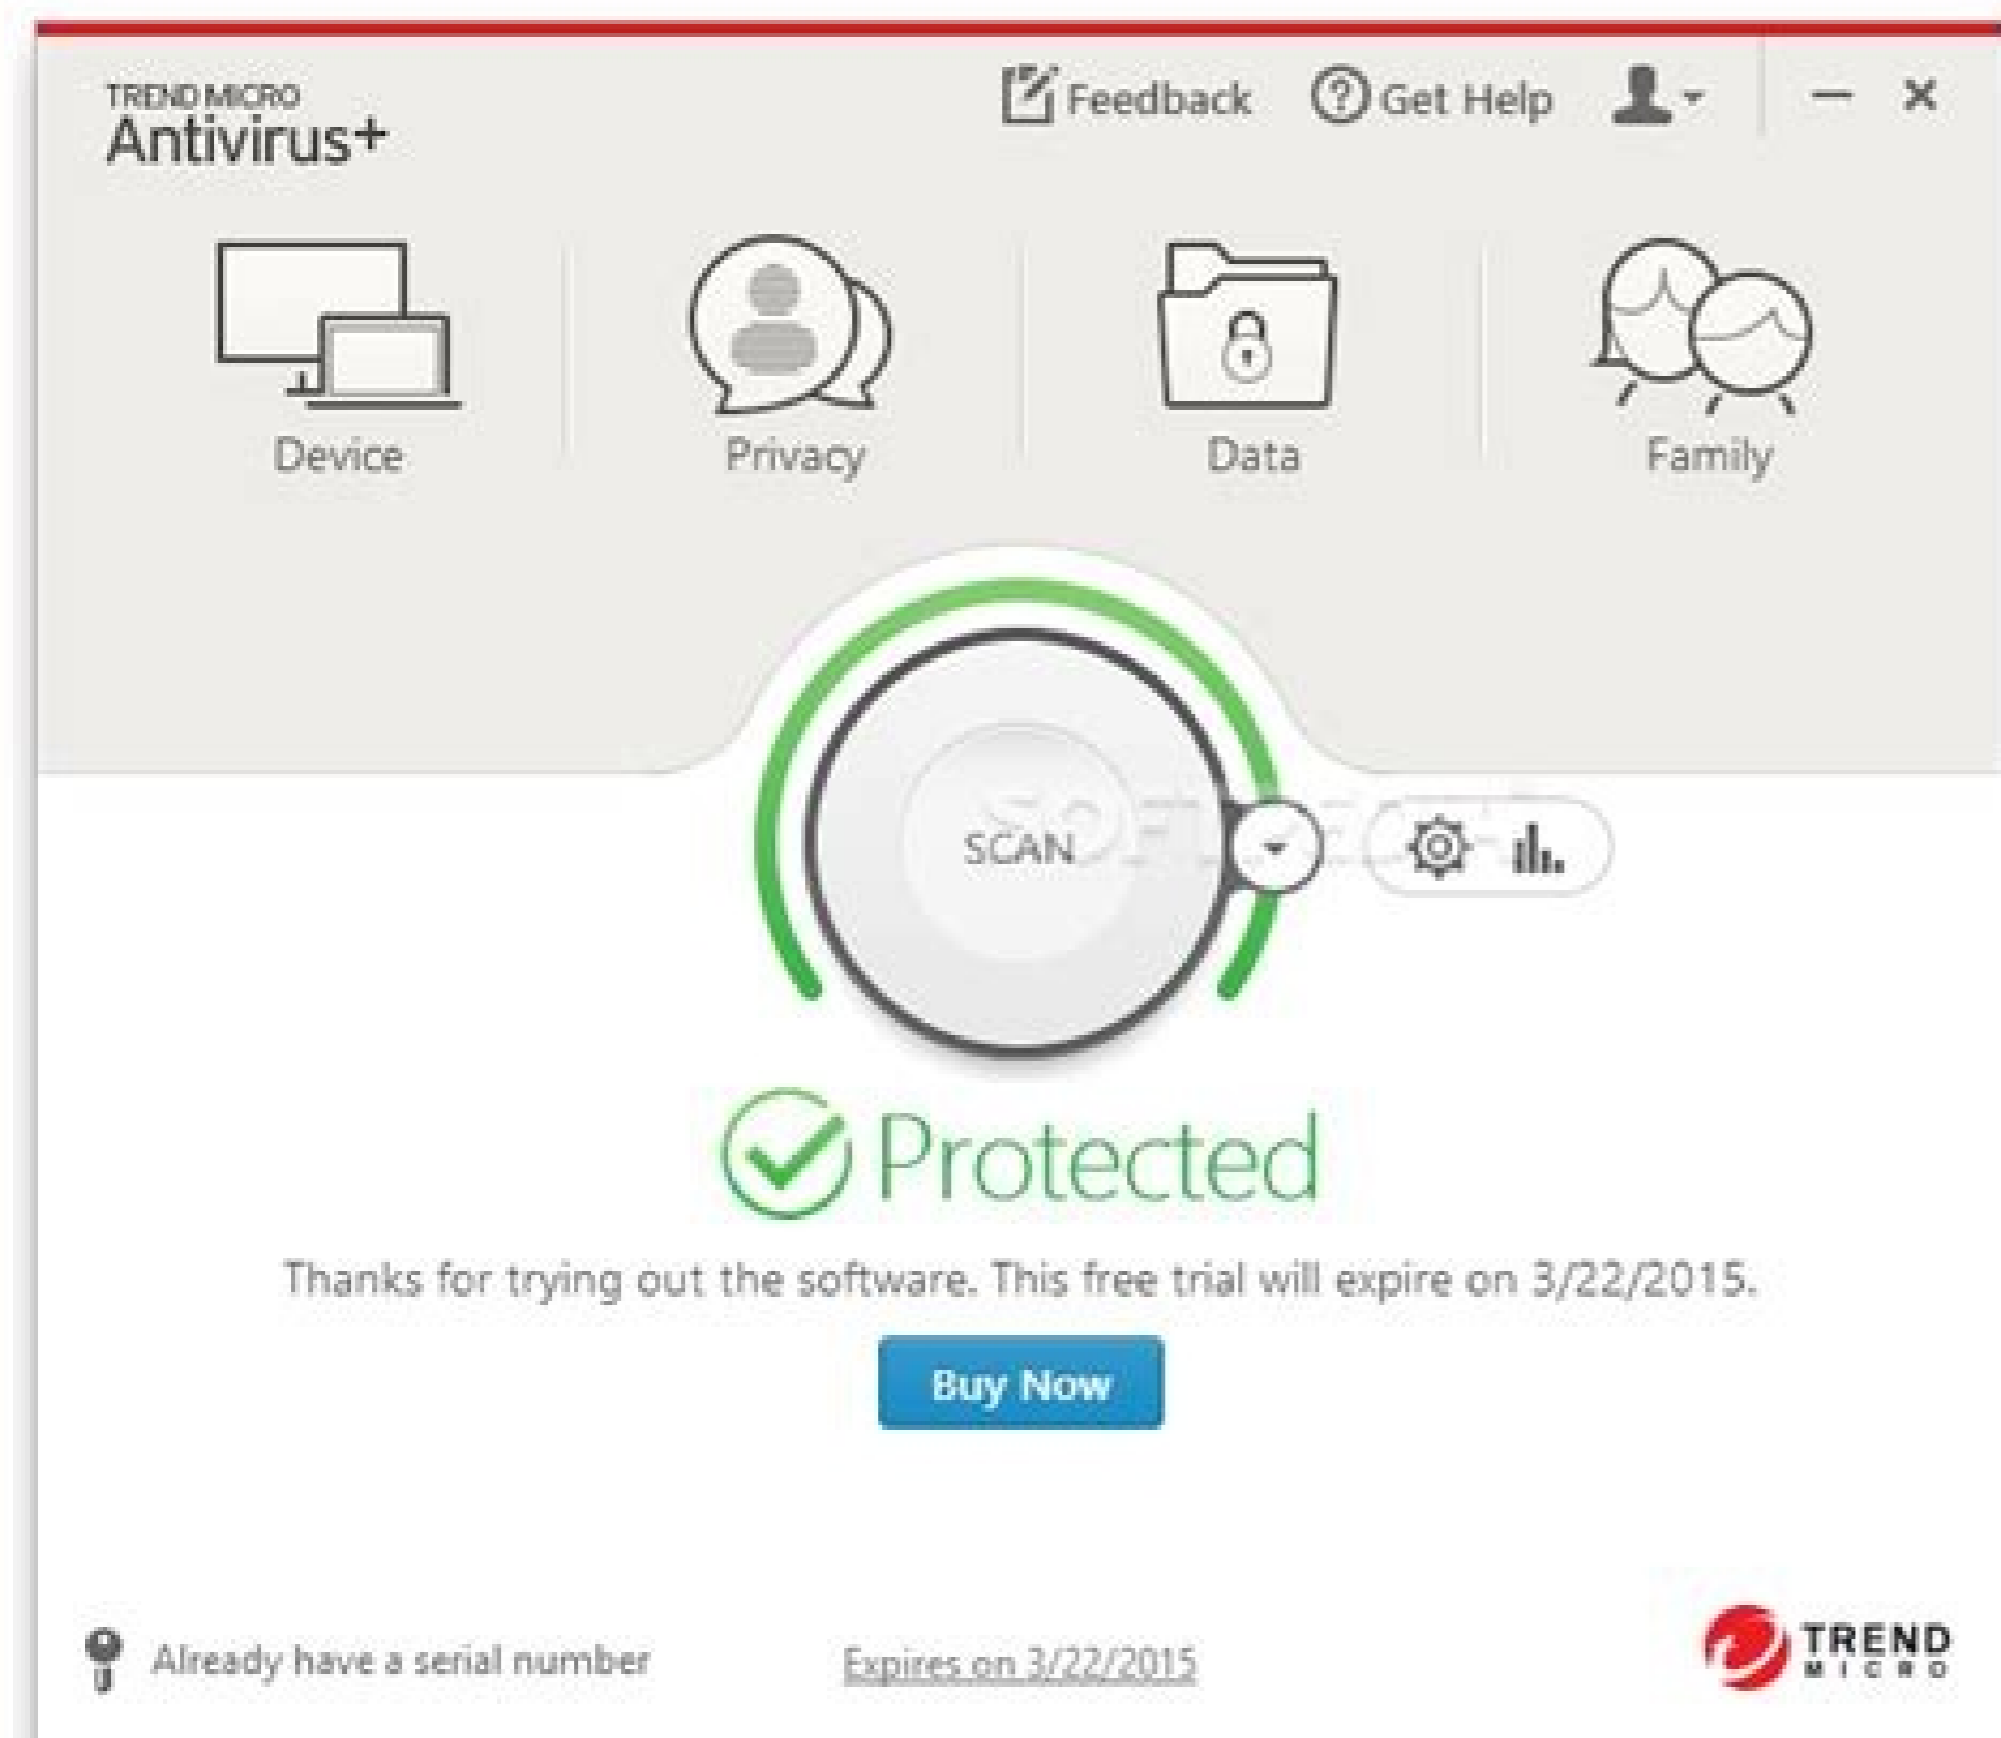 TREND MICRO
Antivirus+
Feedback
Get Help
Device
Privacy
Data
Family
SCAN
Protected
Thanks for trying out the software. This free trial will expire on 3/22/2015.
Buy Now
Already have a serial number
Expires on 3/22/2015
TREND
MICRO